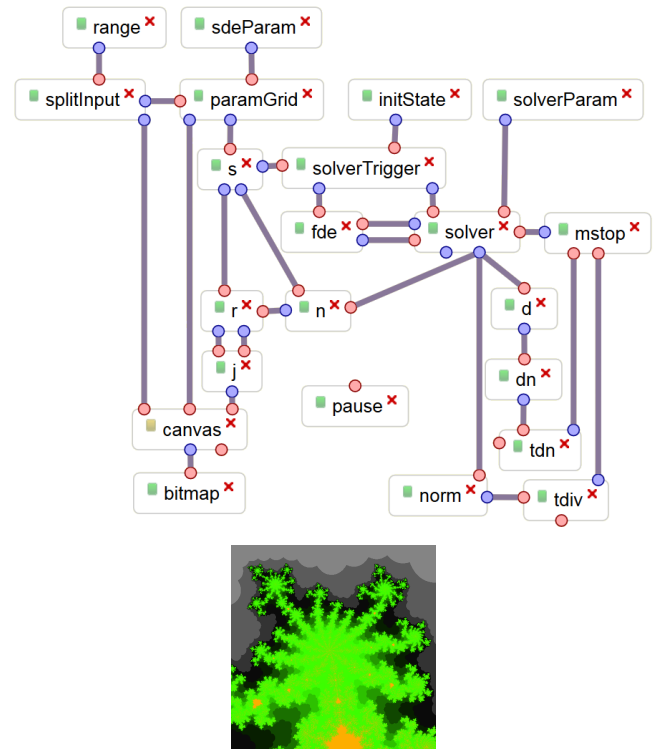 range sdeParam
splitInput paramGrid initState solverParam
s solverTrigger
fde solver mstop
r n d
j dn
pause
canvas tdn
bitmap norm tdiv